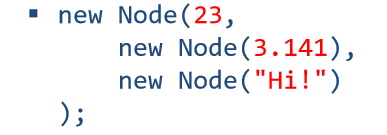 ▪ new Node(23,
new Node(3.141),
new Node("Hi!")
);